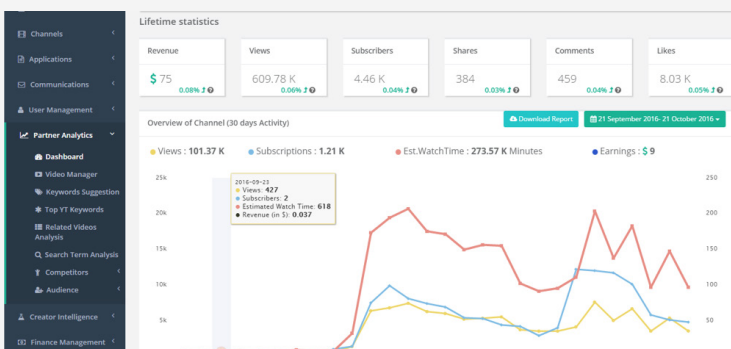 Lifetime statistics
Channels
Applications
Communications
User Management
Partner Analytics
Dashboard
Video Manager
Keywords Suggestion
Top YT Keywords
Related Videos
Analysis
Search Term Analysis
Competitors
Audience
Creator Intelligence
Finance Management
Revenue
$ 75
0.08%
Views
609.78 K
0.06%
Subscribers
4.46 K
0.04%
Shares
384
0.03%
Comments
459
0.04%
Likes
8.03 K
0.05%
Overview of Channel (30 days Activity)
Download Report
21 September 2016- 21 October 2016
Views : 101.37 K
Subscriptions : 1.21 K
Est.WatchTime : 273.57 K Minutes
Earnings : $ 9
25k
20k
15k
10k
5k
2016-09-23
Views: 427
Subscribers: 2
Estimated Watch Time: 618
Revenue (in $): 0.037
250
200
150
100
50